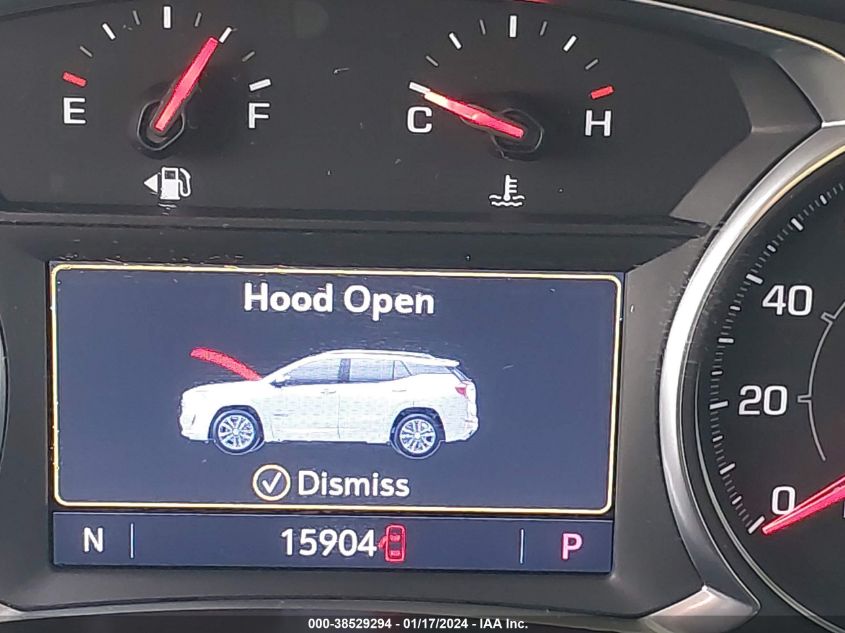 E F C H
Hood Open
40
20
Dismiss
0
N 15904 P
000-38529294 - 01/17/2024 - IAA Inc.